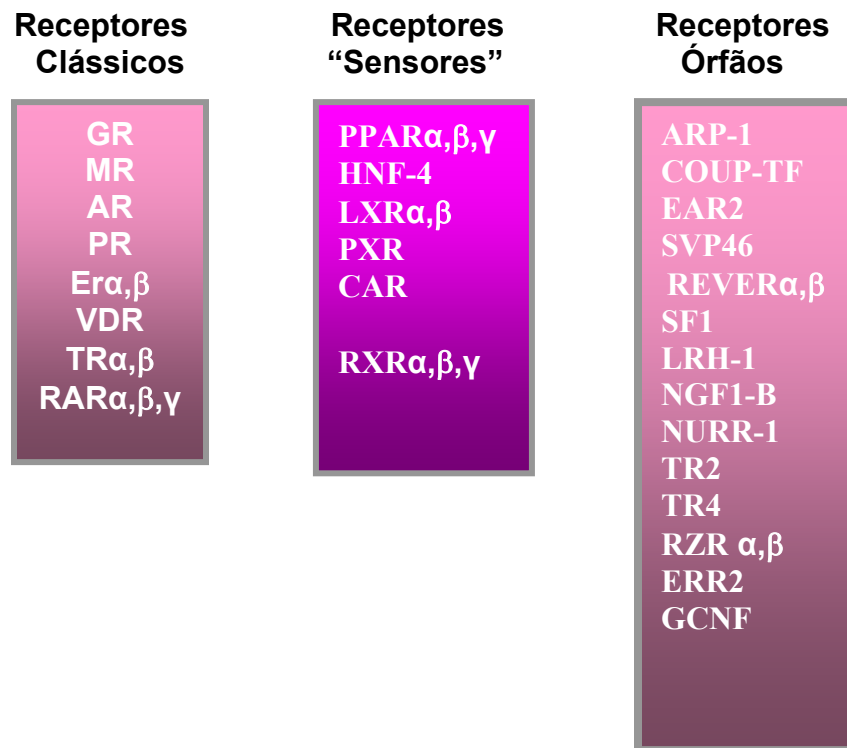 Receptores
Clássicos
GR
MR
AR
PR
Erα,β
VDR
TRα,β
RARα,β,γ
Receptores
“Sensores”
PPARα,β,γ
HNF-4
LXRα,β
PXR
CAR
RXRα,β,γ
Receptores
Órfãos
ARP-1
COUP-TF
EAR2
SVP46
REVERα,β
SF1
LRH-1
NGF1-B
NURR-1
TR2
TR4
RZR α,β
ERR2
GCNF